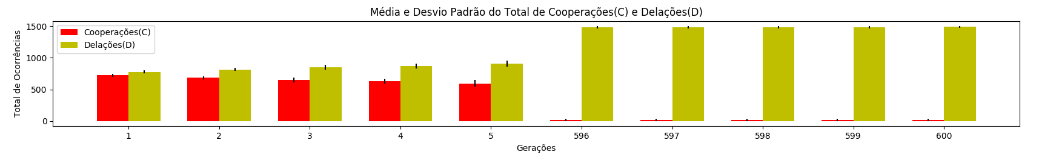 Média e Desvio Padrão do Total de Cooperações(C) e Delações(D)
Total de Ocorrências
1500
1000
500
0
Cooperações(C)
Delações(D)
1 2 3 4 5 596 597 598 599 600
Gerações